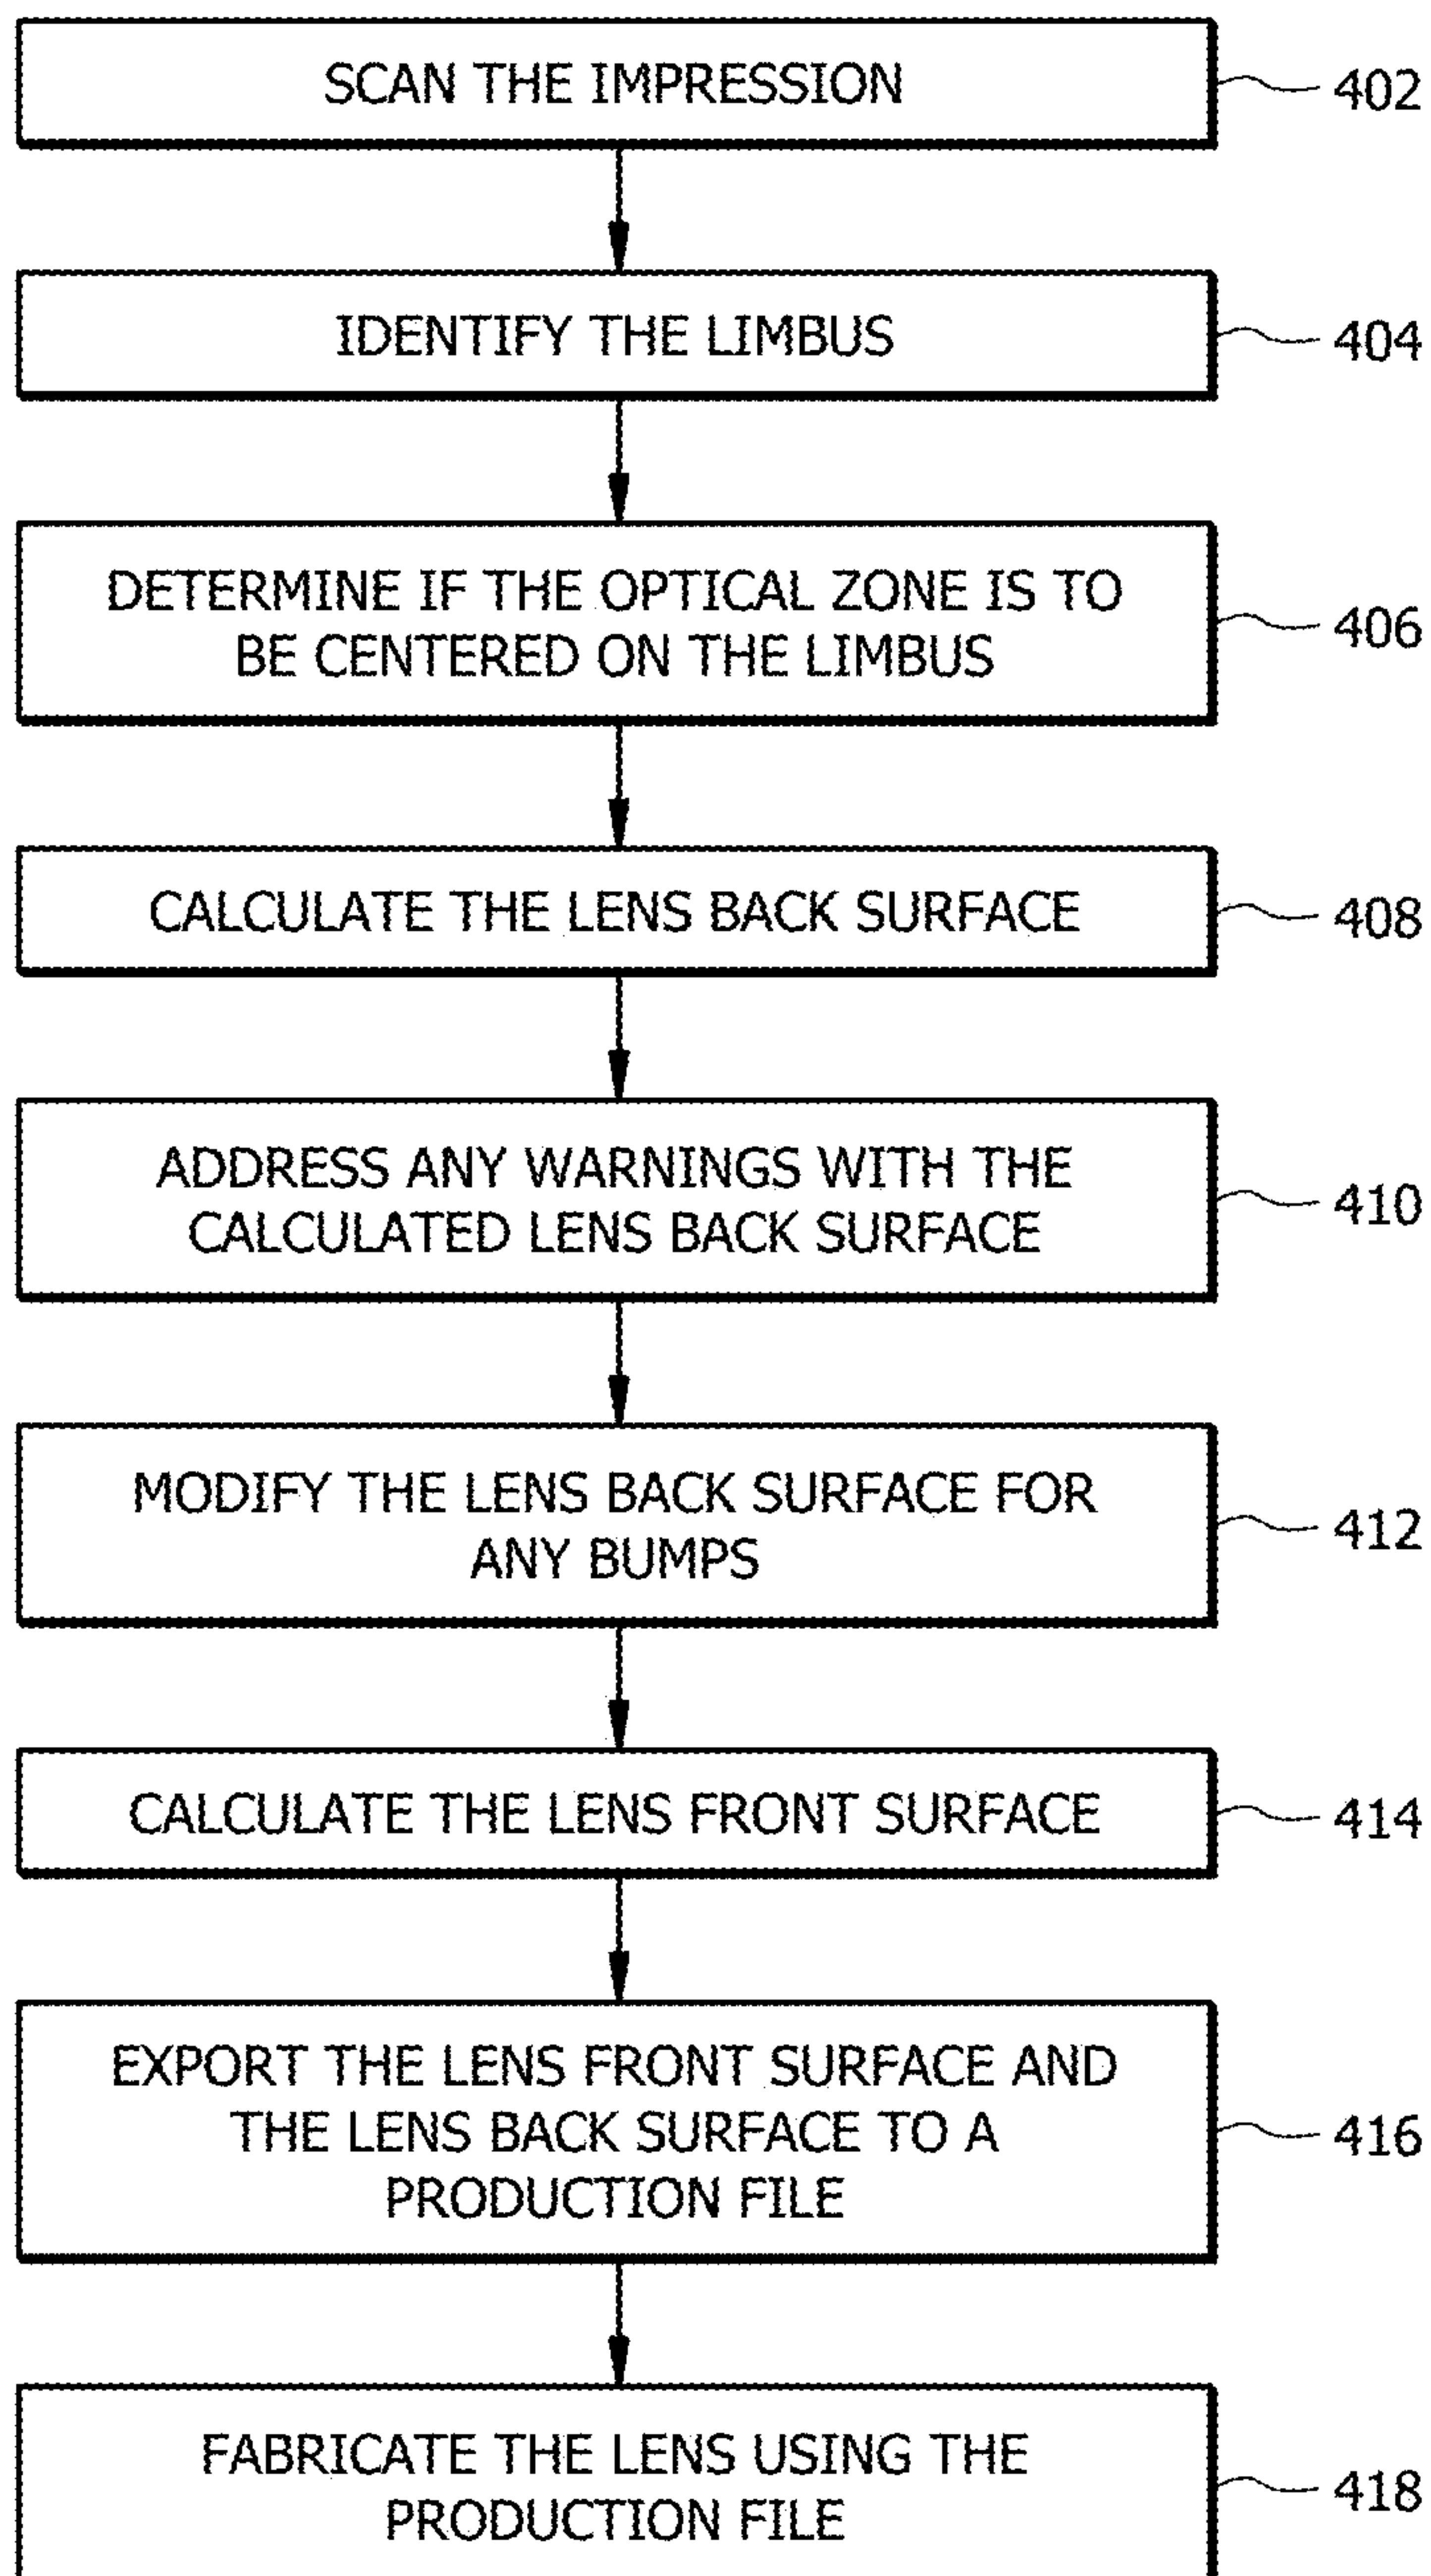 SCAN THE IMPRESSION
402
IDENTIFY THE LIMBUS
404
DETERMINE IF THE OPTICAL ZONE IS TO
BE CENTERED ON THE LIMBUS
406
CALCULATE THE LENS BACK SURFACE
408
ADDRESS ANY WARNINGS WITH THE
CALCULATED LENS BACK SURFACE
410
MODIFY THE LENS BACK SURFACE FOR
ANY BUMPS
412
CALCULATE THE LENS FRONT SURFACE
414
EXPORT THE LENS FRONT SURFACE AND
THE LENS BACK SURFACE TO A
PRODUCTION FILE
416
FABRICATE THE LENS USING THE
PRODUCTION FILE
418